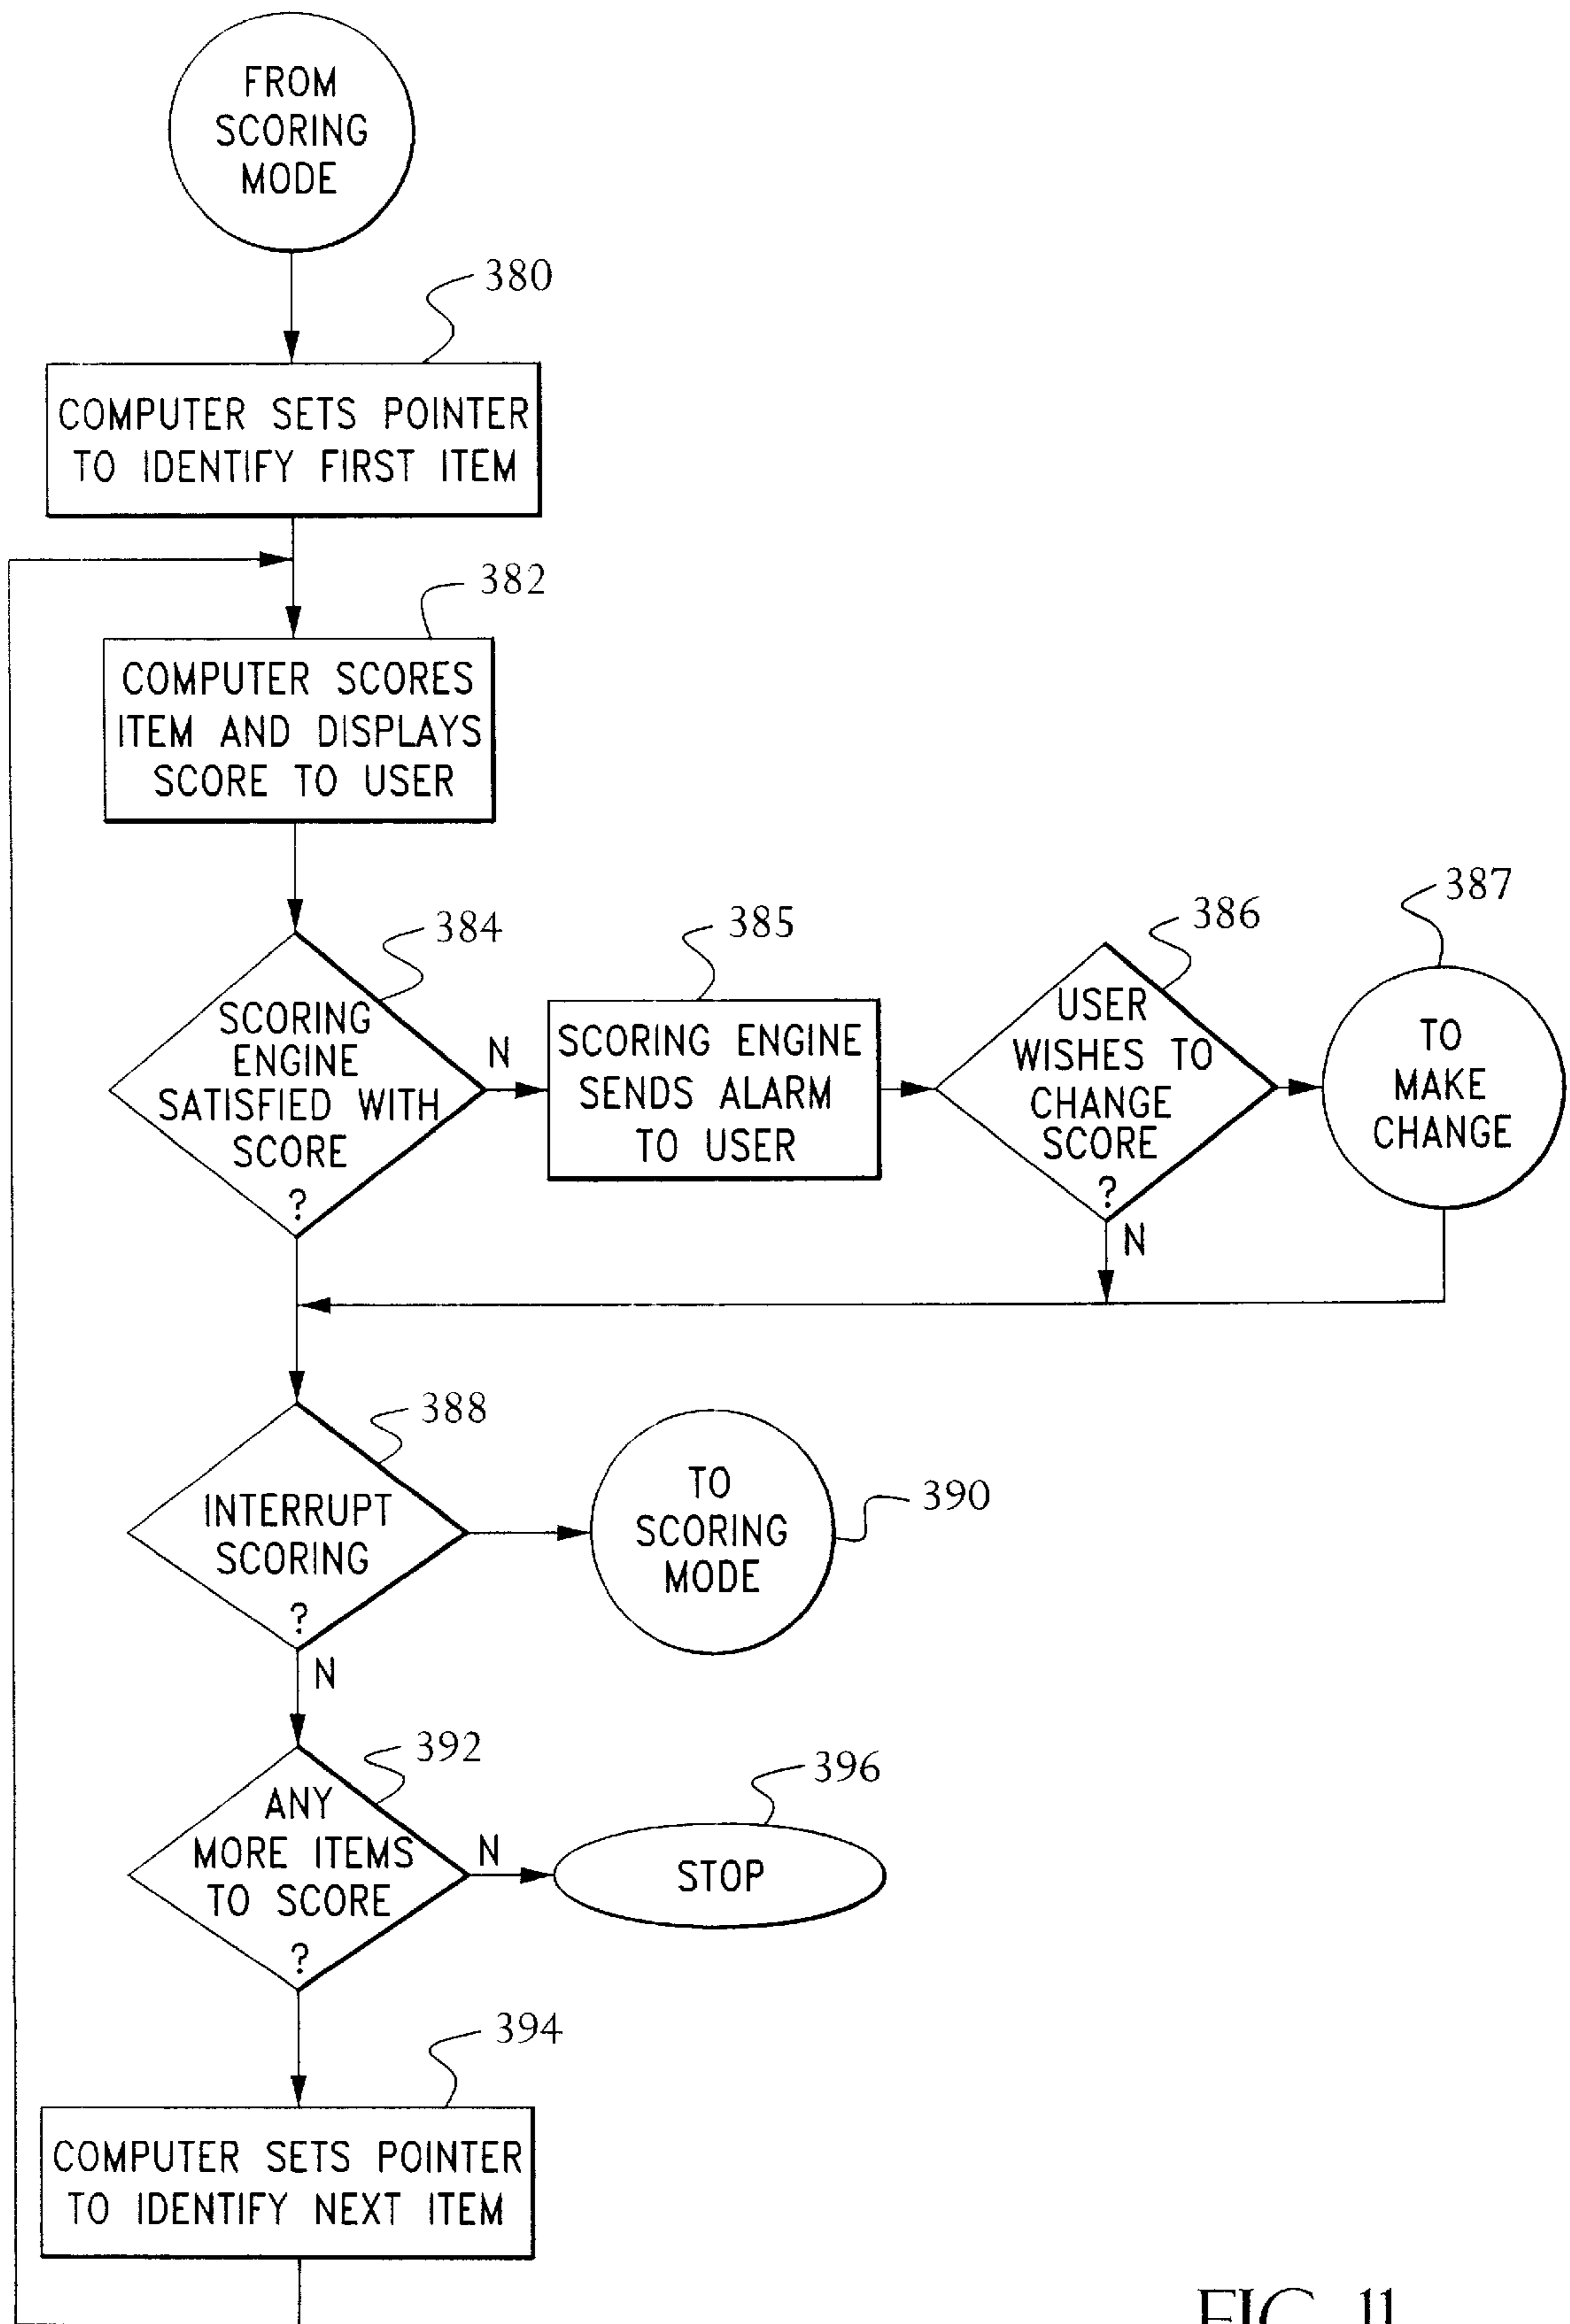 FROM
SCORING
MODE
380
COMPUTER SETS POINTER
TO IDENTIFY FIRST ITEM
382
COMPUTER SCORES
ITEM AND DISPLAYS
SCORE TO USER
384
SCORING
ENGINE
SATISFIED WITH
SCORE
?
N
385
SCORING ENGINE
SENDS ALARM
TO USER
386
USER
WISHES TO
CHANGE
SCORE
?
N
387
TO
MAKE
CHANGE
388
INTERRUPT
SCORING
?
N
390
TO
SCORING
MODE
392
ANY
MORE ITEMS
TO SCORE
?
N
396
STOP
394
COMPUTER SETS POINTER
TO IDENTIFY NEXT ITEM
FIG. 11